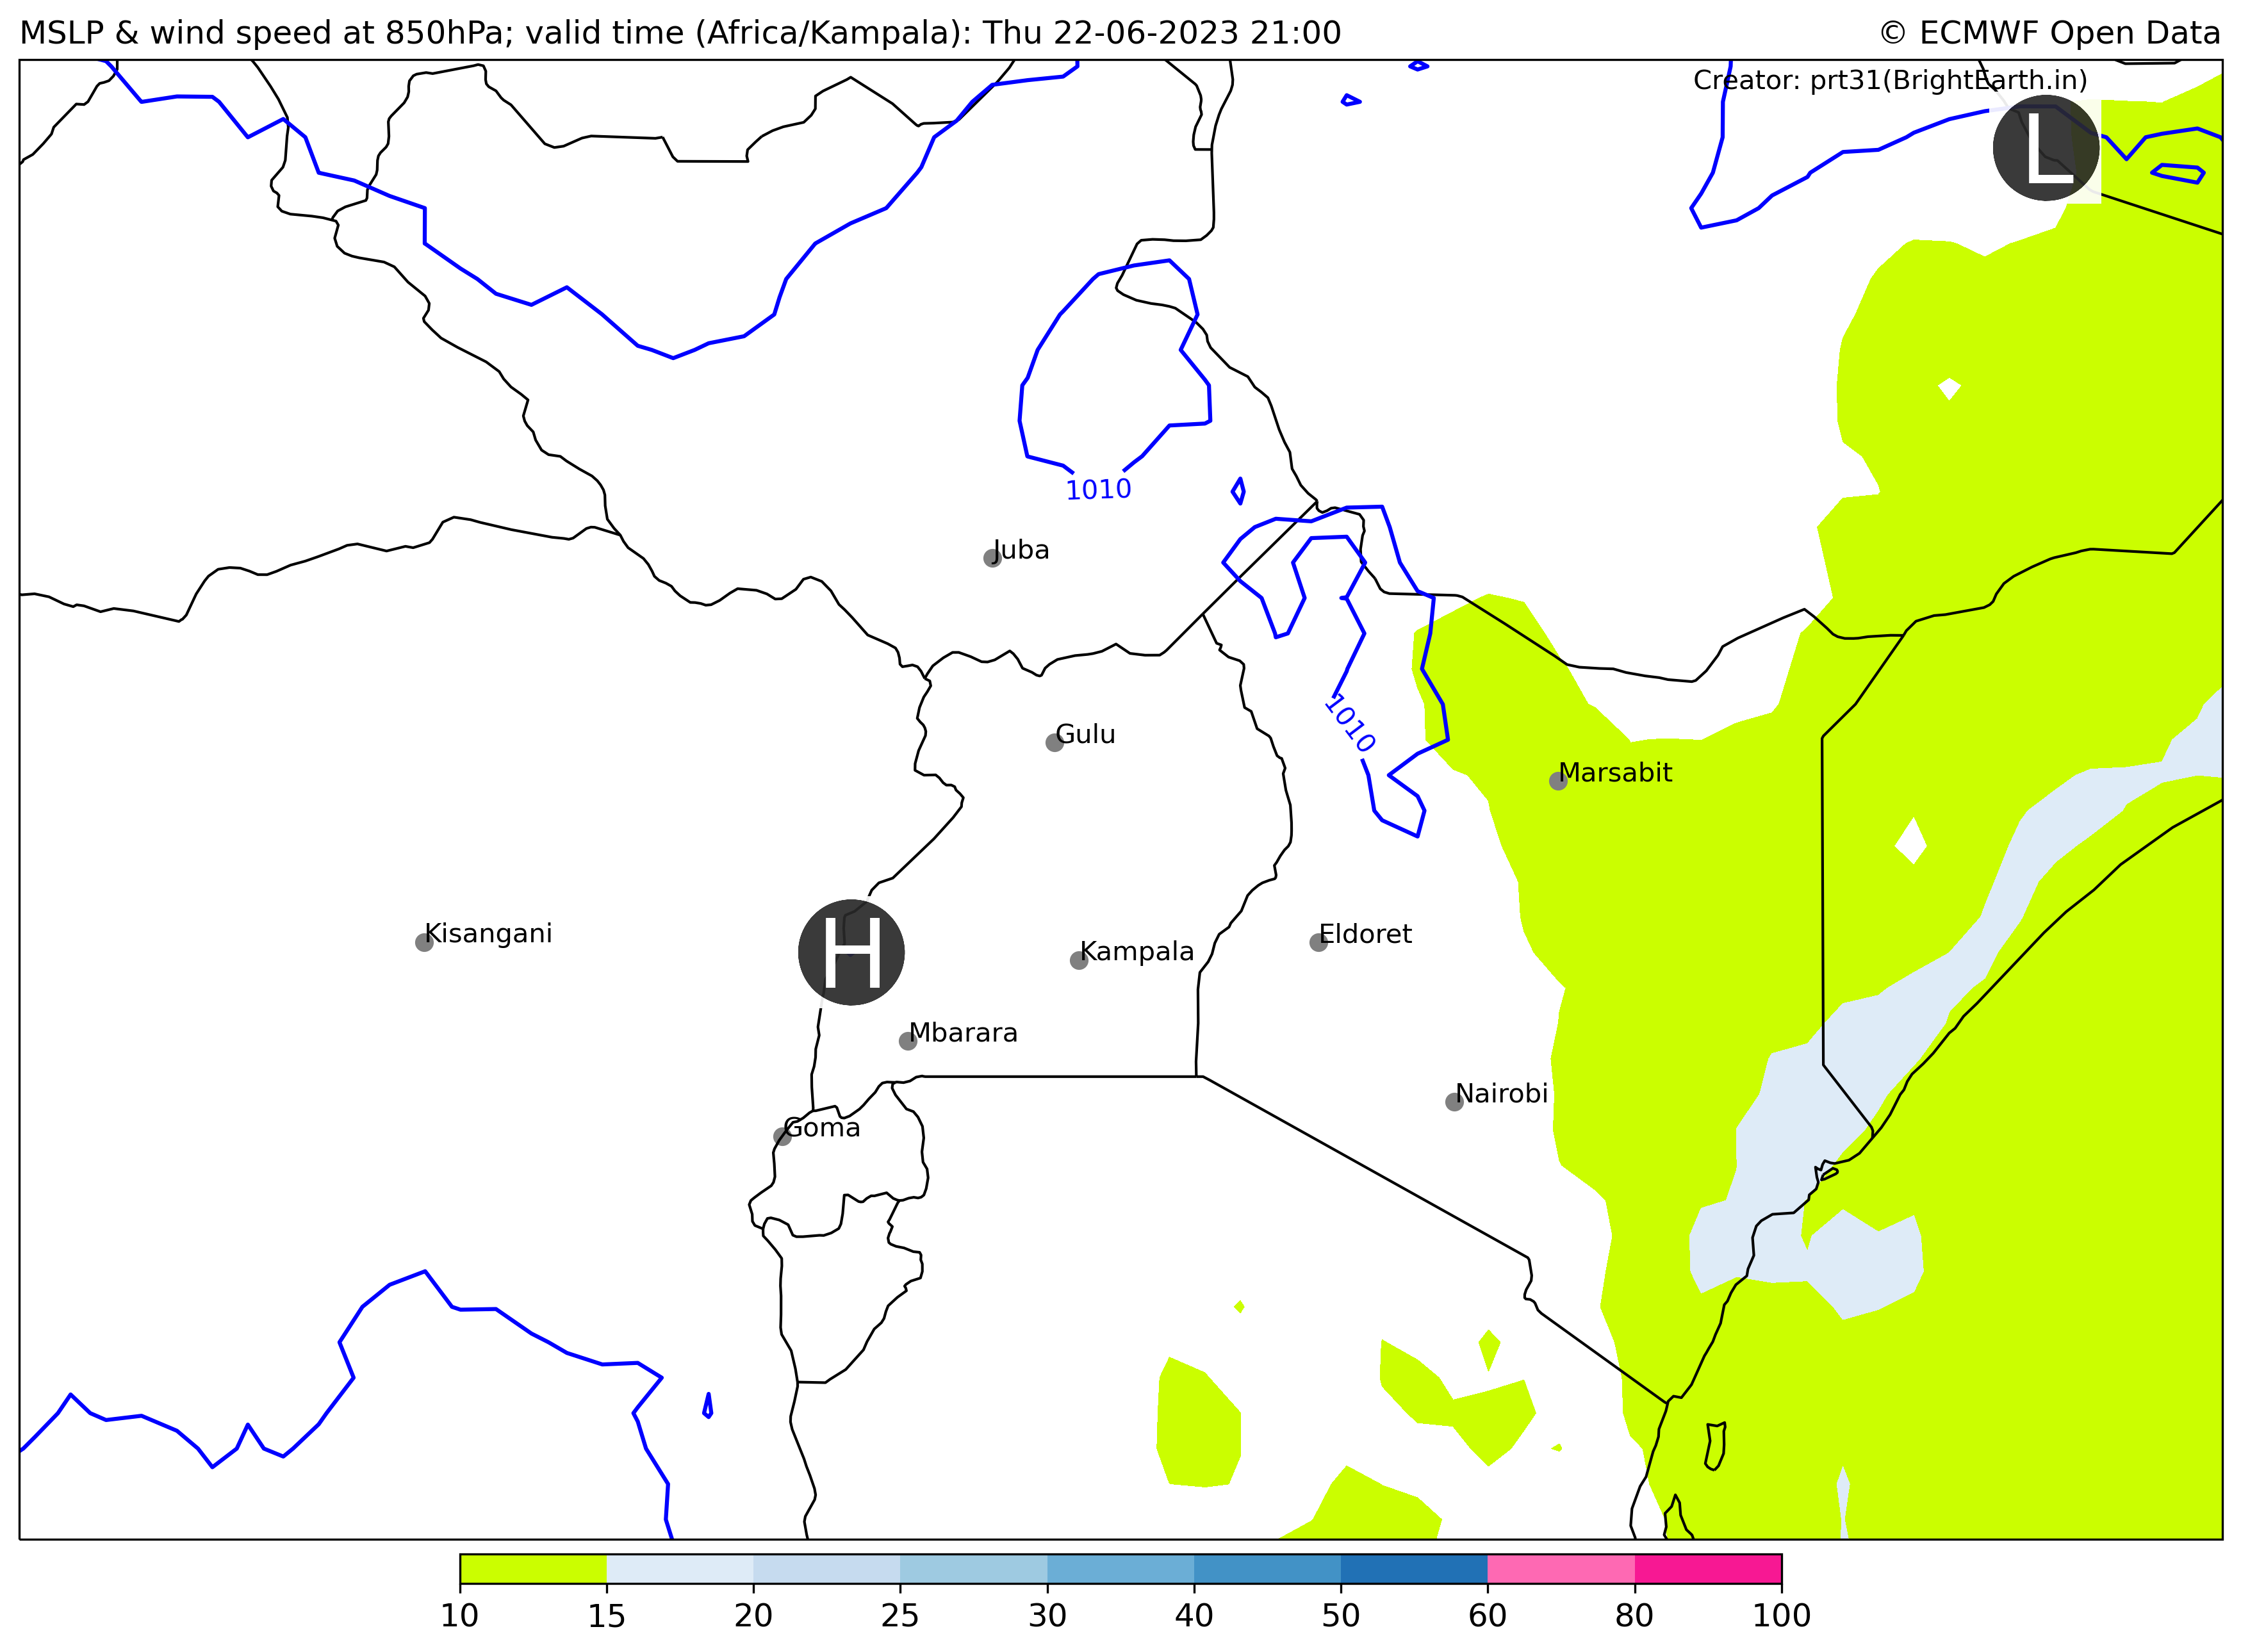 MSLP & wind speed at 850hPa; valid time (Africa/Kampala): Thu 22-06-2023 21:00
© ECMWF Open Data
Creator: prt31(BrightEarth.in)
L
1010
Juba
1010
Gulu
Marsabit
Kisangani
Eldoret
H
Kampala
Mbarara
Nairobi
Goma
10 15 20 25 30 40 50 60 80 100